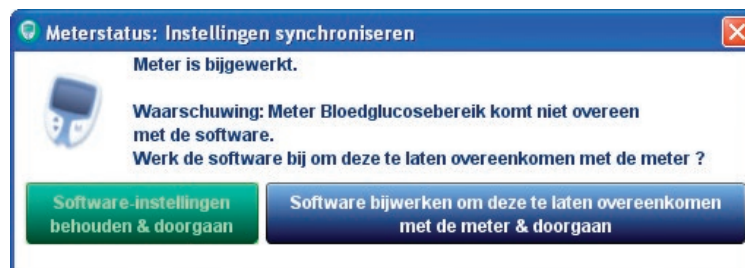 Meterstatus: Instellingen synchroniseren
Meter is bijgewerkt.
Waarschuwing: Meter Bloedglucosebereik komt niet overeen
met de software.
Werk de software bij om deze te laten overeenkomen met de meter ?
Software-instellingen
behouden & doorgaan
Software bijwerken om deze te laten overeenkomen
met de meter & doorgaan